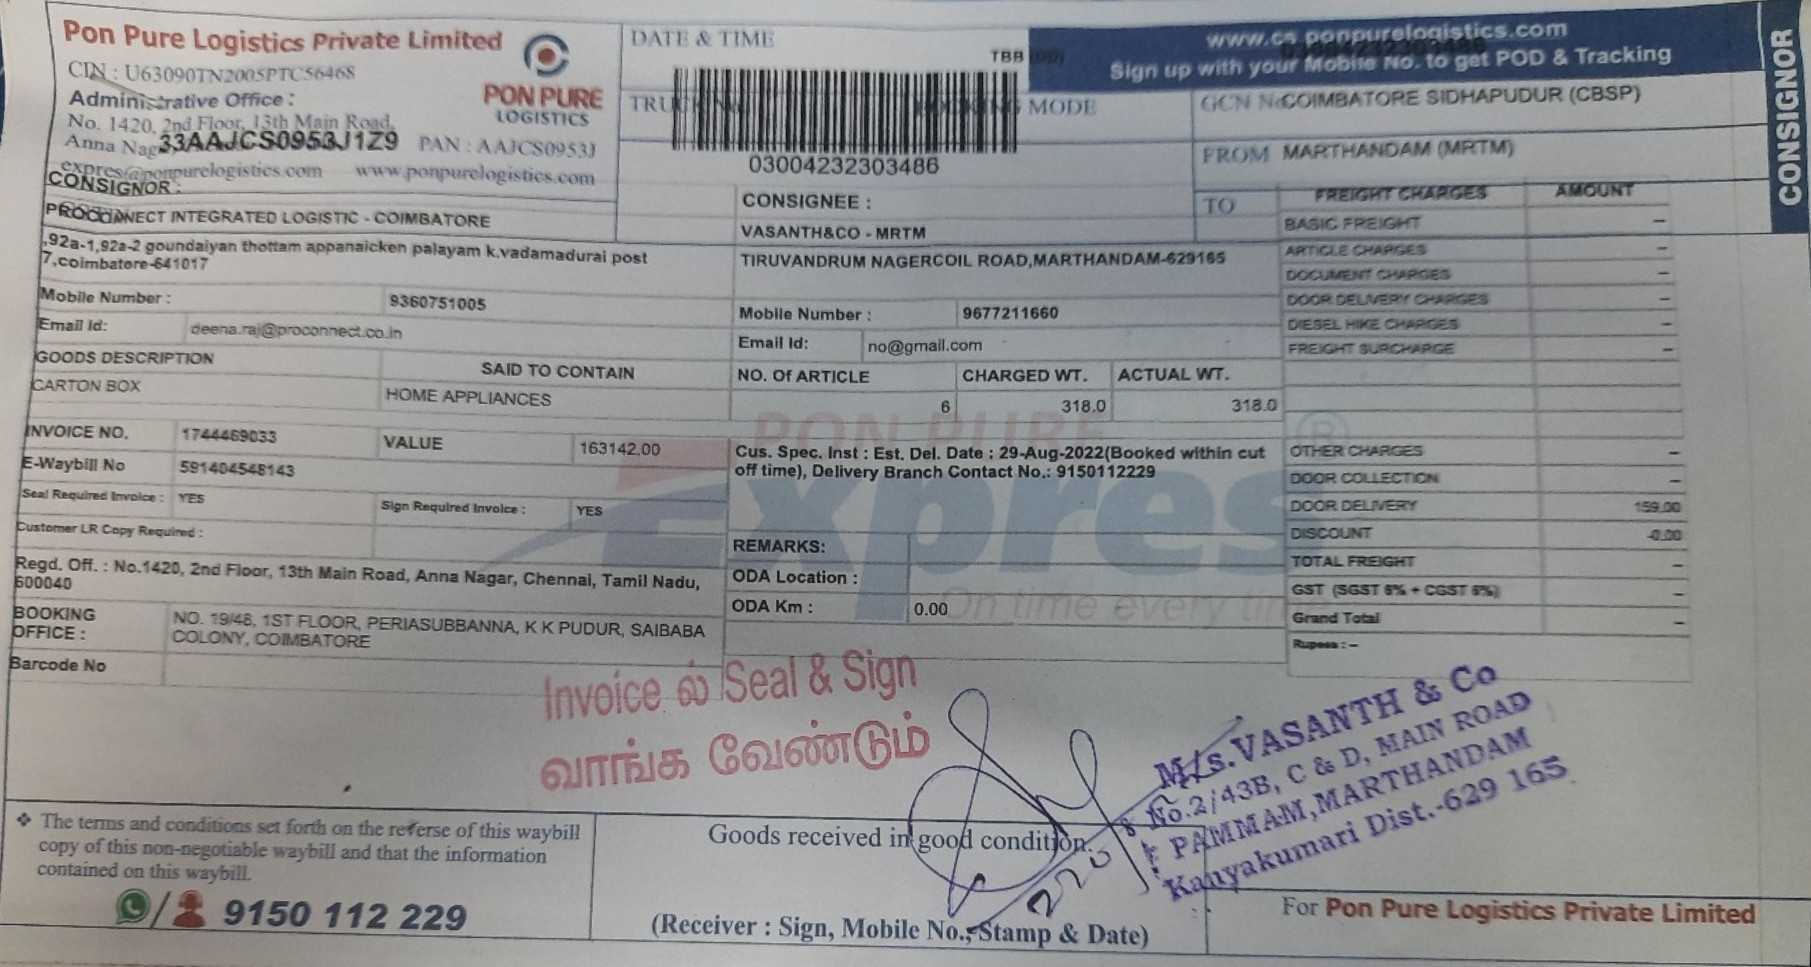 Pon Pure Logistics Private Limited
CIN : U63090TN2005PTC56468
Administrative Office :
No. 1420, 2nd Floor, 13th Main Road,
Anna Nag
33AAJCS0953J1Z9 PAN : AAJCS0953J
expres@ponpurelogistics.com www.ponpurelogistics.com
PON PURE
LOGISTICS
DATE & TIME
TBB
03004232303486
MODE
www.cs.ponpurelogistics.com
03004232303486
Sign up with your Mobile No. to get POD & Tracking
GCN No COIMBATORE SIDHAPUDUR (CBSP)
FROM MARTHANDAM (MRTM)
TO
CONSIGNOR
CONSIGNOR :
PROCONNECT INTEGRATED LOGISTIC - COIMBATORE
,92a-1,92a-2 goundaiyan thottam appanaicken palayam k.vadamadurai post
7,coimbatore-641017
Mobile Number : 9360751005
Email Id: deena.raj@proconnect.co.in
GOODS DESCRIPTION SAID TO CONTAIN
CARTON BOX HOME APPLIANCES
INVOICE NO. 1744469033 VALUE 163142.00
E-Waybill No 591404548143
Seal Required Invoice : YES Sign Required Invoice : YES
Customer LR Copy Required :
Regd. Off. : No.1420, 2nd Floor, 13th Main Road, Anna Nagar, Chennai, Tamil Nadu,
600040
BOOKING OFFICE : NO. 19/48, 1ST FLOOR, PERIASUBBANNA, K K PUDUR, SAIBABA
COLONY, COIMBATORE
Barcode No
CONSIGNEE :
VASANTH&CO - MRTM
TIRUVANDRUM NAGERCOIL ROAD,MARTHANDAM-629165
Mobile Number : 9677211660
Email Id: no@gmail.com
NO. Of ARTICLE CHARGED WT. ACTUAL WT.
6 318.0 318.0
PON PURE
Express
On time every time
Cus. Spec. Inst : Est. Del. Date : 29-Aug-2022(Booked within cut
off time), Delivery Branch Contact No.: 9150112229
REMARKS:
ODA Location :
ODA Km : 0.00
FREIGHT CHARGES AMOUNT
BASIC FREIGHT –
ARTICLE CHARGES –
DOCUMENT CHARGES –
DOOR DELIVERY CHARGES –
DIESEL HIKE CHARGES –
FREIGHT SURCHARGE –
OTHER CHARGES –
DOOR COLLECTION –
DOOR DELIVERY 159.00
DISCOUNT -0.00
TOTAL FREIGHT –
GST (SGST 6% + CGST 6%) –
Grand Total –
Rupees : –
Invoice ல் Seal & Sign
வாங்க வேண்டும்
M/s.VASANTH & Co
No.2/43B, C & D, MAIN ROAD
PAMMAM,MARTHANDAM
Kanyakumari Dist.-629 165
❖ The terms and conditions set forth on the reverse of this waybill
copy of this non-negotiable waybill and that the information
contained on this waybill.
9150 112 229
Goods received in good condition.
(Receiver : Sign, Mobile No., Stamp & Date)
For Pon Pure Logistics Private Limited